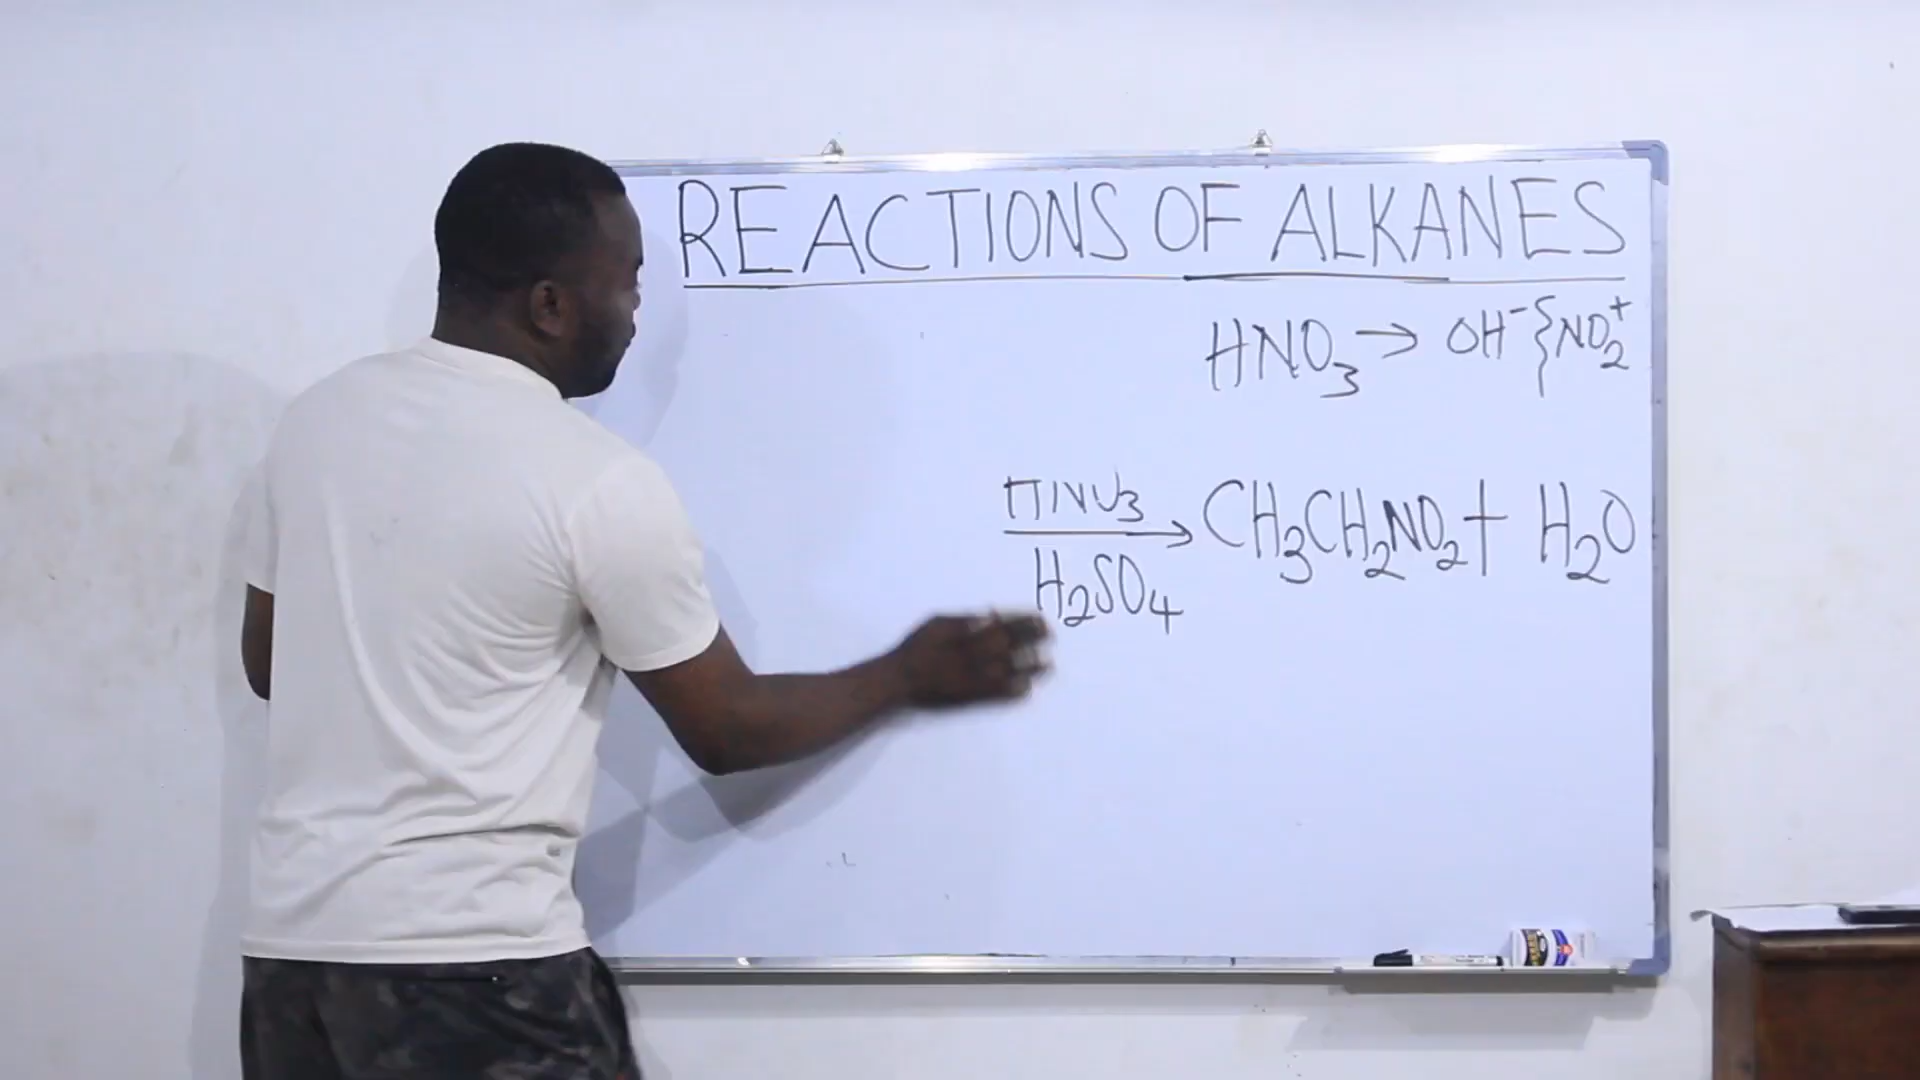 REACTIONS OF ALKANES
HNO₃ → OH⁻ { NO₂⁺
HNO₃
→ CH₃CH₂NO₂ + H₂O
H₂SO₄